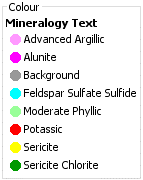 Colour
Mineralogy Text
Advanced Argillic
Alunite
Background
Feldspar Sulfate Sulfide
Moderate Phyllic
Potassic
Sericite
Sericite Chlorite